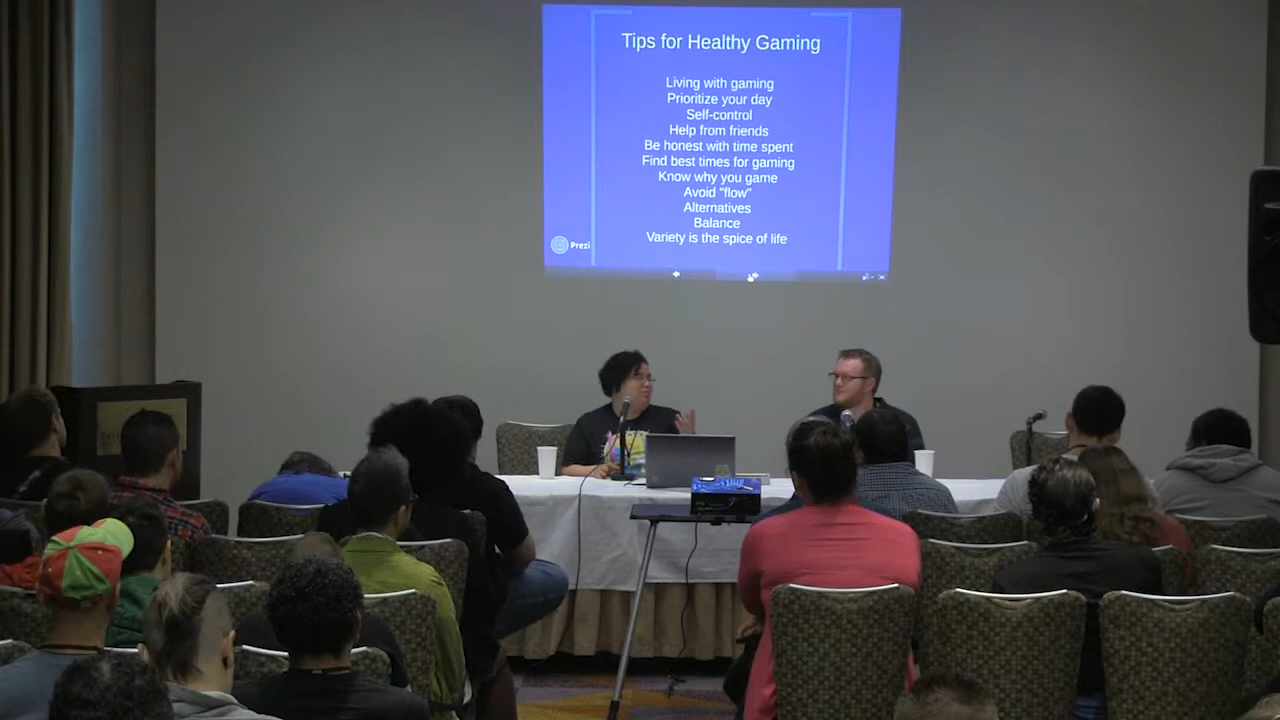 Tips for Healthy Gaming
Living with gaming
Prioritize your day
Self-control
Help from friends
Be honest with time spent
Find best times for gaming
Know why you game
Avoid "flow"
Alternatives
Balance
Variety is the spice of life
Prezi